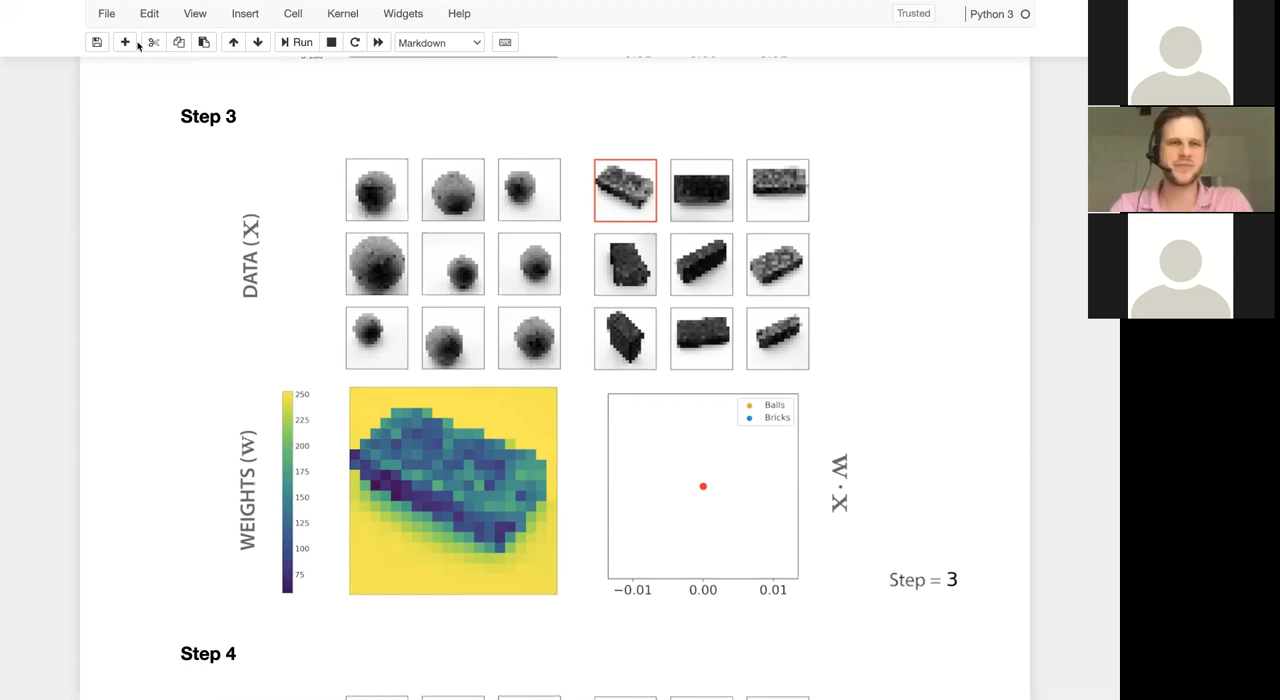 File Edit View Insert Cell Kernel Widgets Help
Trusted Python 3
Run Markdown
Step 3
DATA (X)
250
225
200
175
150
125
100
75
WEIGHTS (w)
Balls
Bricks
−0.01 0.00 0.01
W · X
Step = 3
Step 4